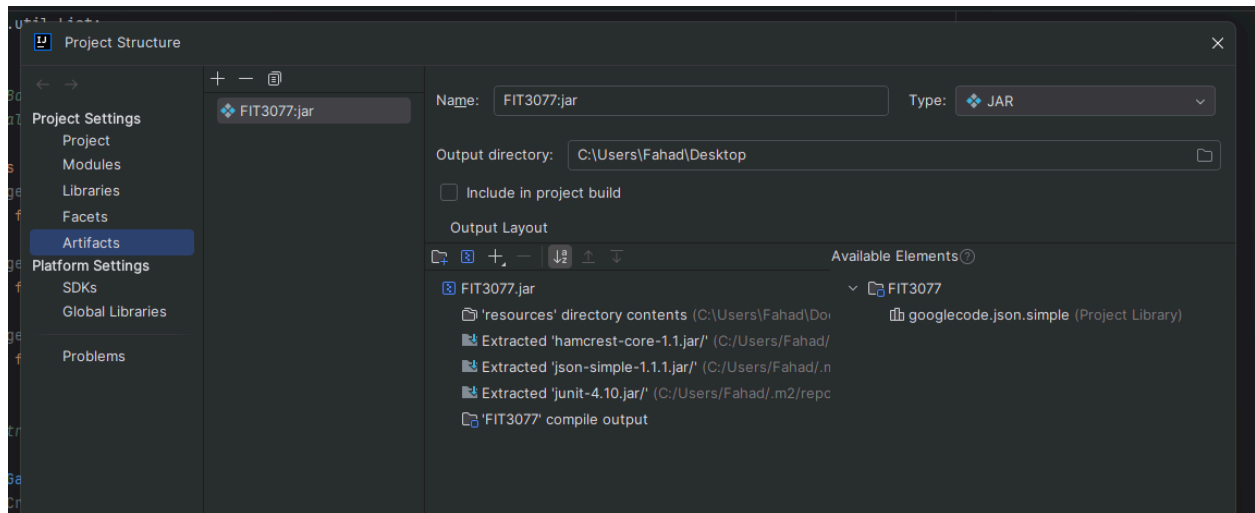 .util.List;
Project Structure
Project Settings
Project
Modules
Libraries
Facets
Artifacts
Platform Settings
SDKs
Global Libraries
Problems
FIT3077:jar
Name: FIT3077:jar Type: JAR
Output directory: C:\Users\Fahad\Desktop
Include in project build
Output Layout
Available Elements
FIT3077.jar
'resources' directory contents (C:\Users\Fahad\Do
Extracted 'hamcrest-core-1.1.jar/' (C:/Users/Fahad/
Extracted 'json-simple-1.1.1.jar/' (C:/Users/Fahad/.m
Extracted 'junit-4.10.jar/' (C:/Users/Fahad/.m2/repo
'FIT3077' compile output
FIT3077
googlecode.json.simple (Project Library)